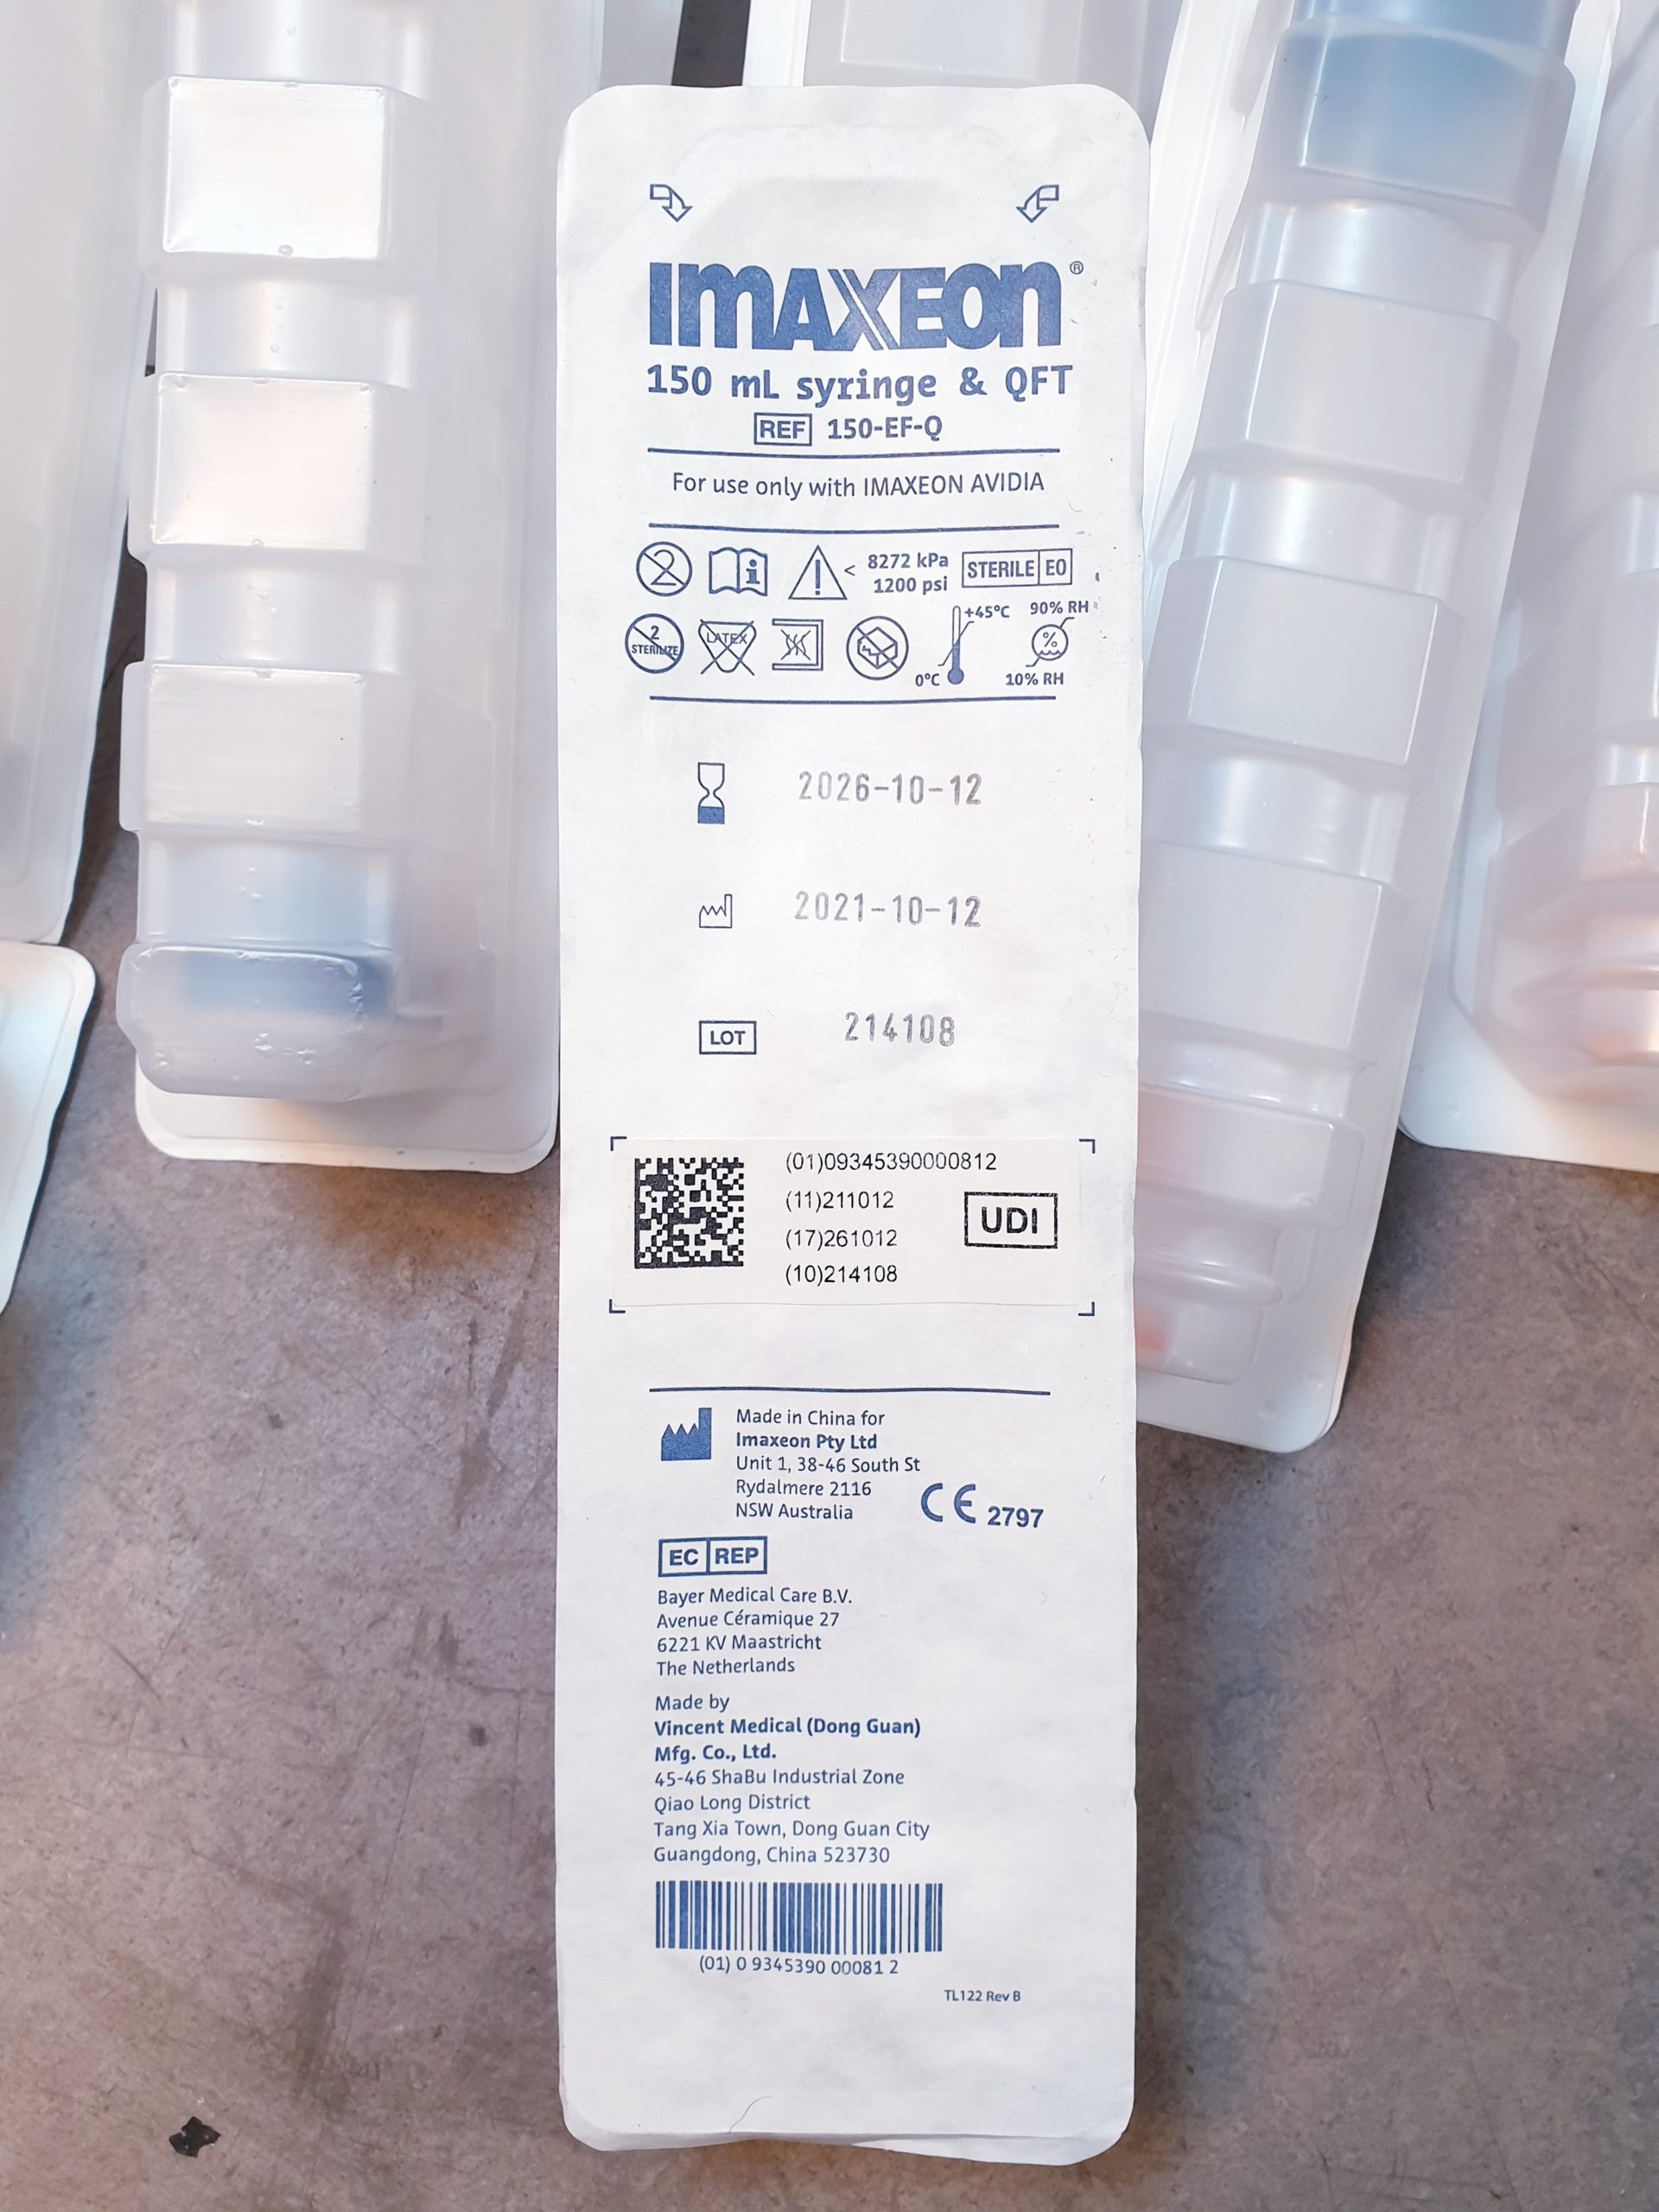 IMAXEON®
150 mL syringe & QFT
REF 150-EF-Q
For use only with IMAXEON AVIDIA
2 < 8272 kPa STERILE EO
1200 psi
2 STERILIZE LATEX +45°C 90% RH
0°C % 10% RH
2026-10-12
2021-10-12
LOT 214108
(01)09345390000812
(11)211012
(17)261012
(10)214108
UDI
Made in China for
Imaxeon Pty Ltd
Unit 1, 38-46 South St
Rydalmere 2116
NSW Australia
CE 2797
EC REP
Bayer Medical Care B.V.
Avenue Céramique 27
6221 KV Maastricht
The Netherlands
Made by
Vincent Medical (Dong Guan)
Mfg. Co., Ltd.
45-46 ShaBu Industrial Zone
Qiao Long District
Tang Xia Town, Dong Guan City
Guangdong, China 523730
(01) 0 9345390 00081 2
TL122 Rev B